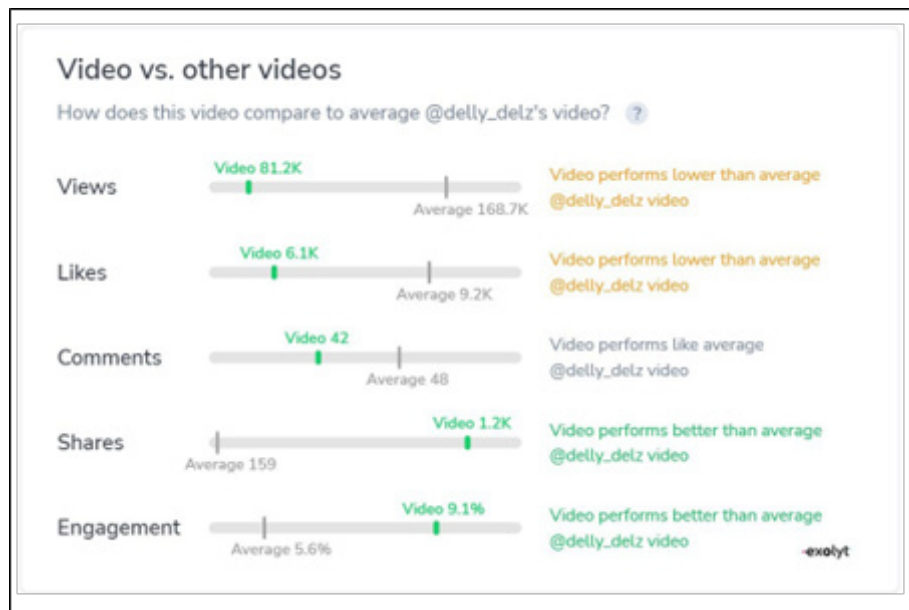 Video vs. other videos
How does this video compare to average @delly_delz's video? ?
Views
Video 81.2K
Average 168.7K
Video performs lower than average
@delly_delz video
Likes
Video 6.1K
Average 9.2K
Video performs lower than average
@delly_delz video
Comments
Video 42
Average 48
Video performs like average
@delly_delz video
Shares
Video 1.2K
Average 159
Video performs better than average
@delly_delz video
Engagement
Video 9.1%
Average 5.6%
Video performs better than average
@delly_delz video
exolyt